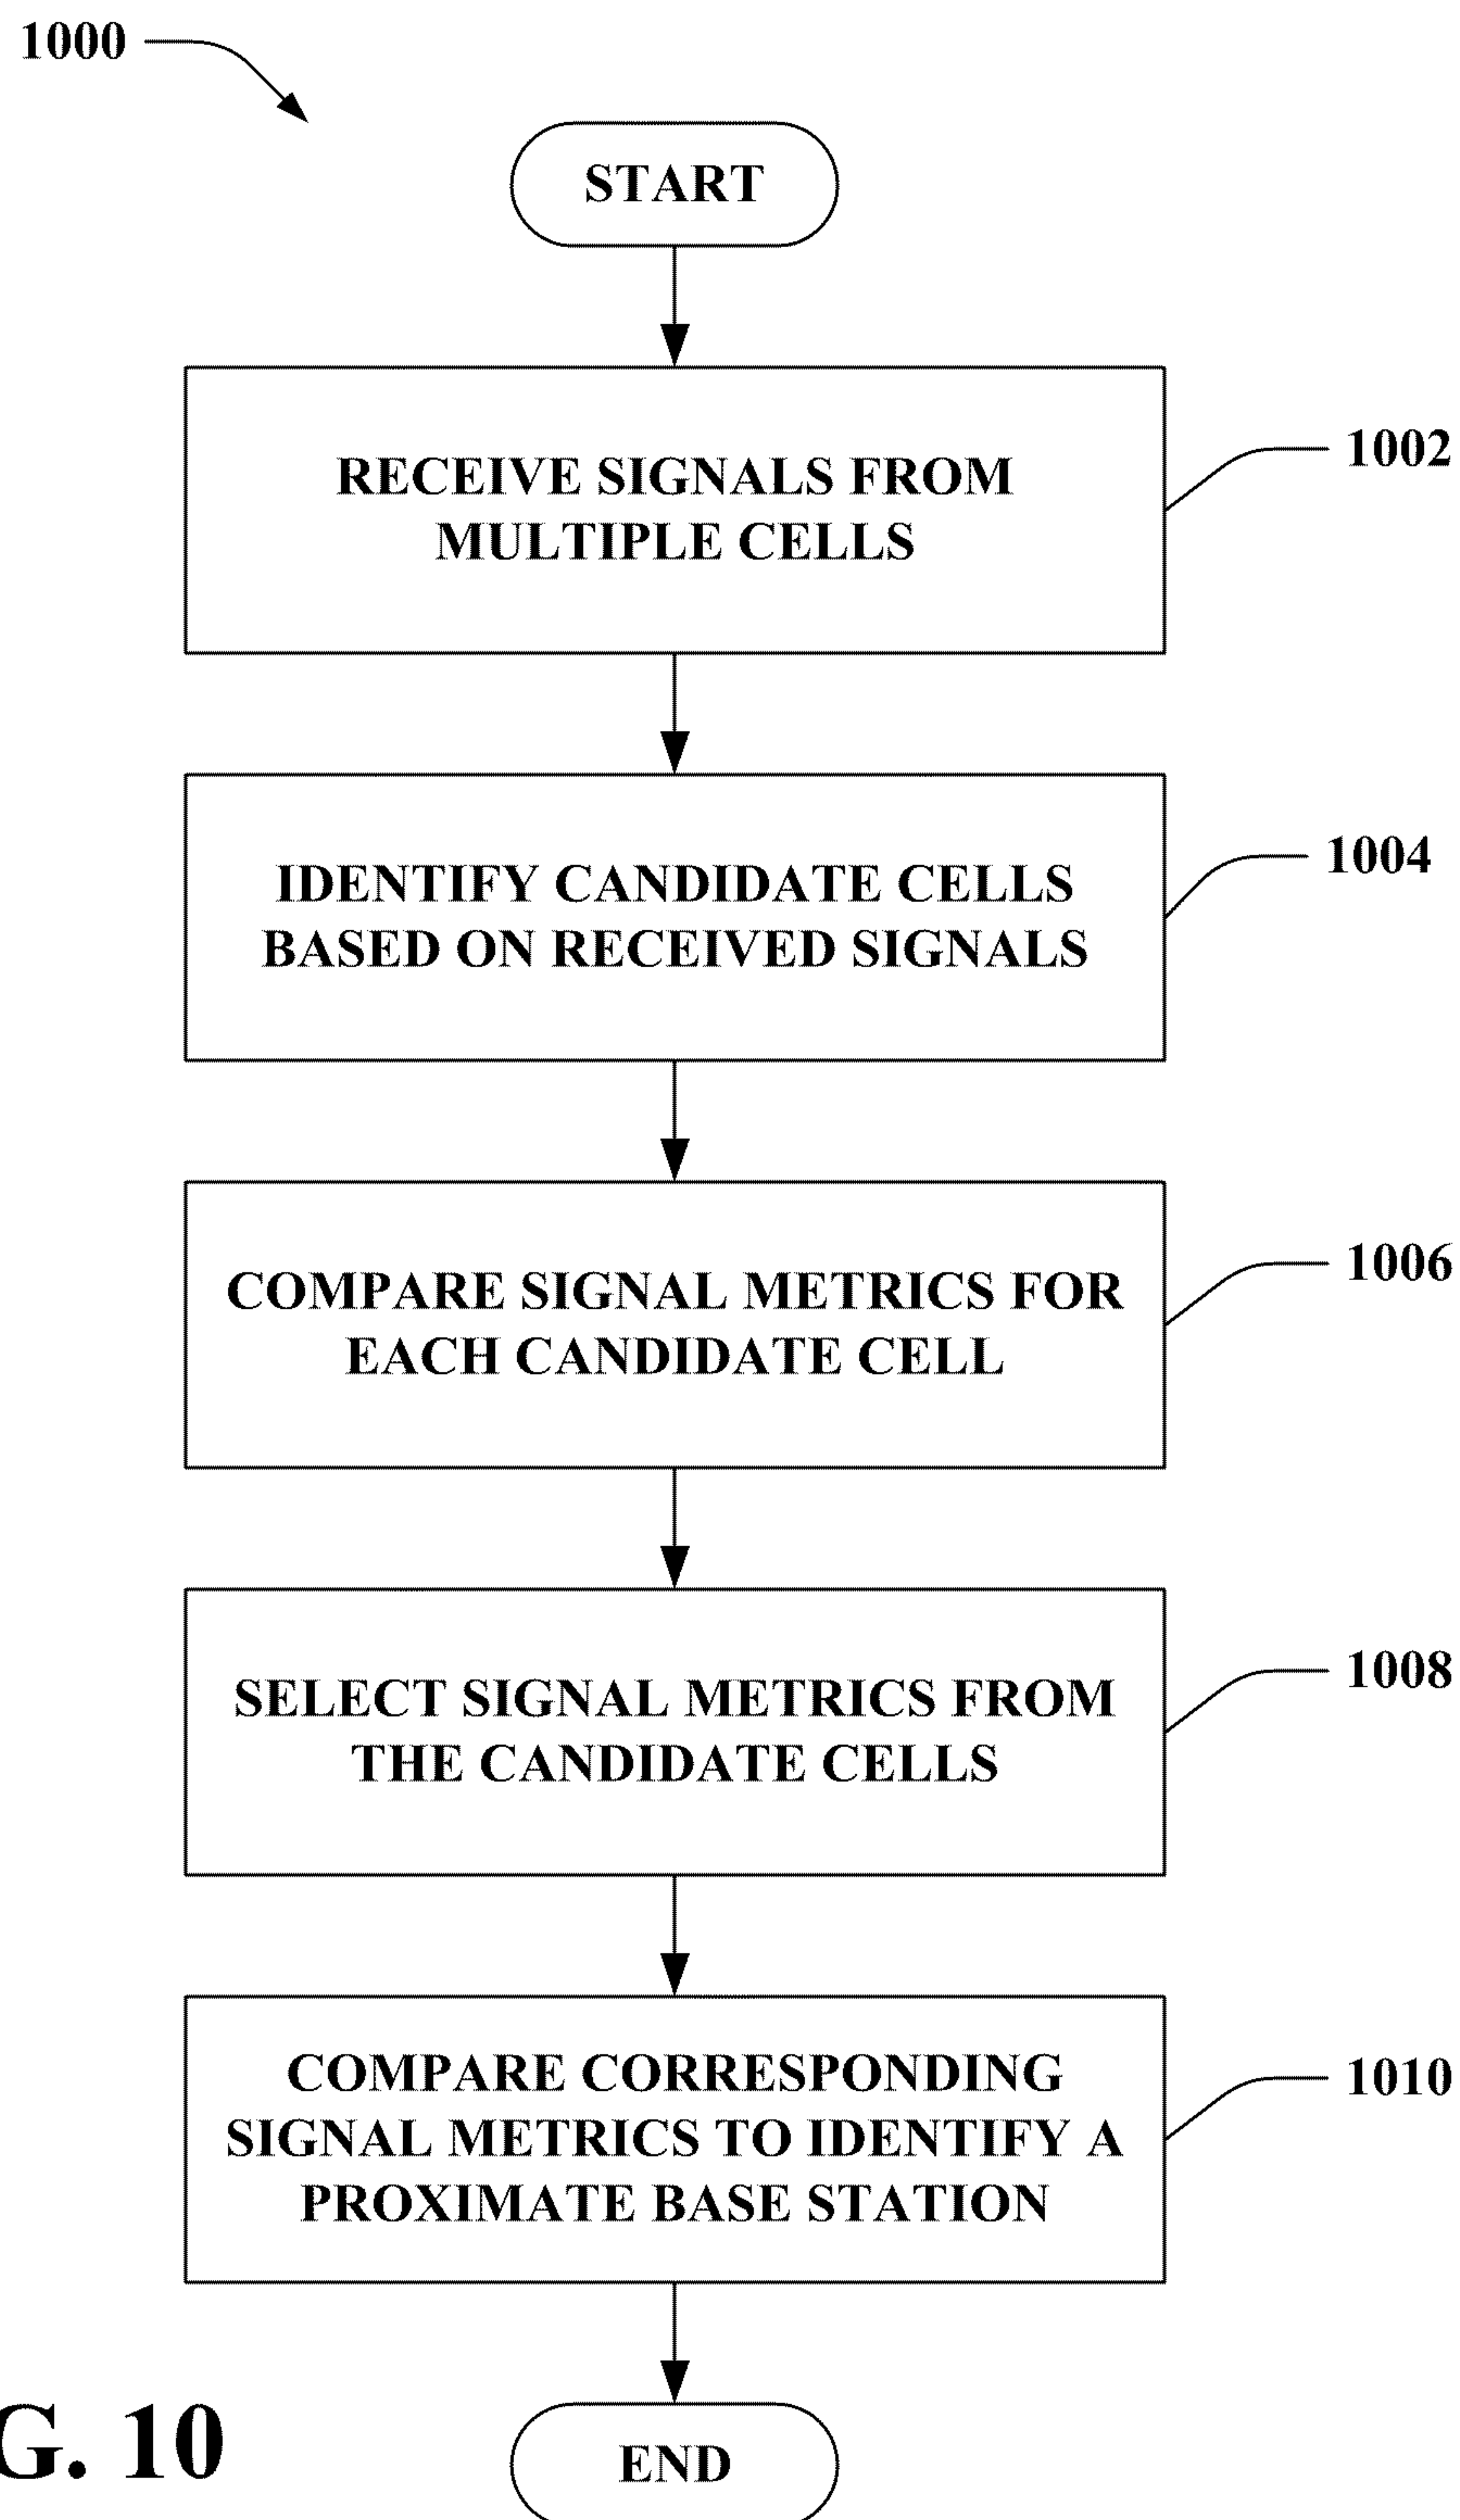 1000
START
RECEIVE SIGNALS FROM
MULTIPLE CELLS
1002
IDENTIFY CANDIDATE CELLS
BASED ON RECEIVED SIGNALS
1004
COMPARE SIGNAL METRICS FOR
EACH CANDIDATE CELL
1006
SELECT SIGNAL METRICS FROM
THE CANDIDATE CELLS
1008
COMPARE CORRESPONDING
SIGNAL METRICS TO IDENTIFY A
PROXIMATE BASE STATION
1010
END
G. 10